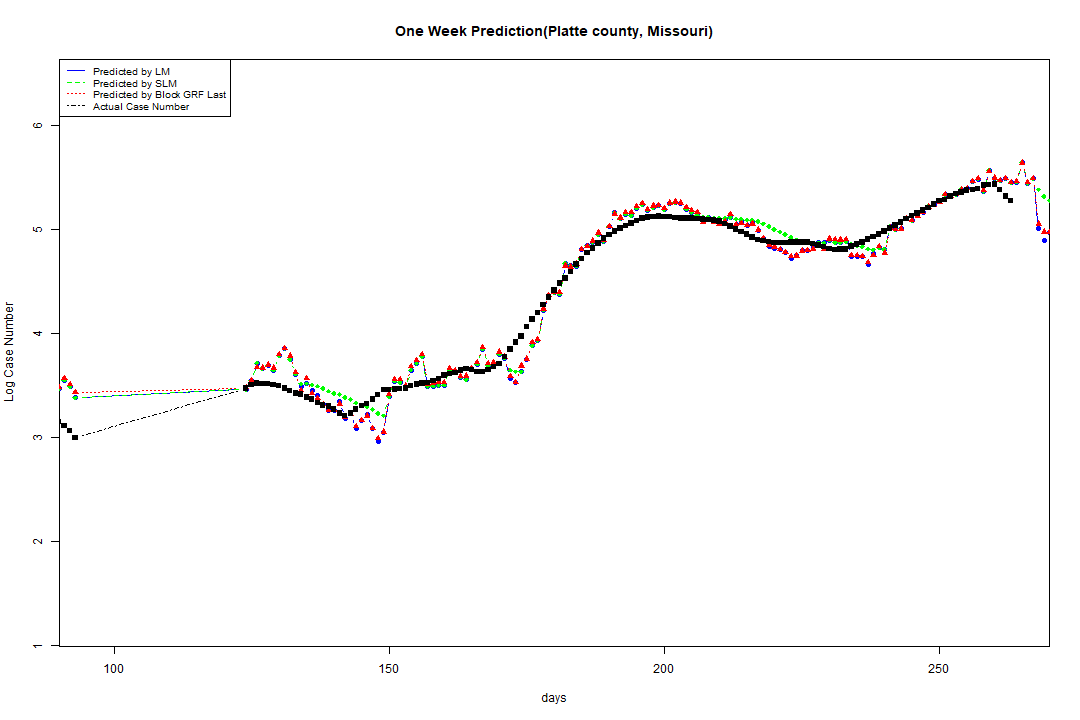 One Week Prediction(Platte county, Missouri)
Predicted by LM
Predicted by SLM
Predicted by Block GRF Last
Actual Case Number
6
5
4
3
2
1
Log Case Number
100 150 200 250
days